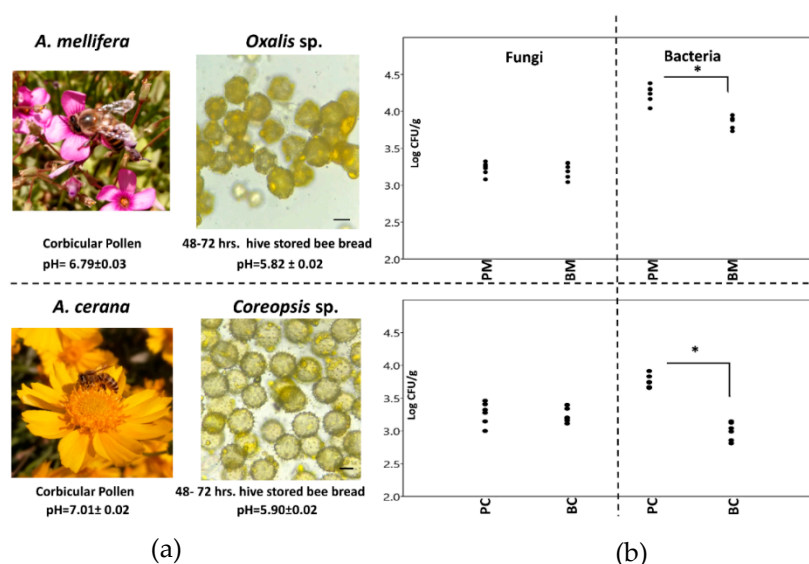 A. mellifera
Oxalis sp.
Corbicular Pollen
pH= 6.79±0.03
48-72 hrs. hive stored bee bread
pH=5.82 ± 0.02
A. cerana
Coreopsis sp.
Corbicular Pollen
pH=7.01± 0.02
48- 72 hrs. hive stored bee bread
pH=5.90±0.02
(a)
Fungi
Bacteria
*
Log CFU/g
4.5
4.0
3.5
3.0
2.5
2.0
PM
BM
PM
BM
*
Log CFU/g
4.5
4.0
3.5
3.0
2.5
2.0
PC
BC
PC
BC
(b)